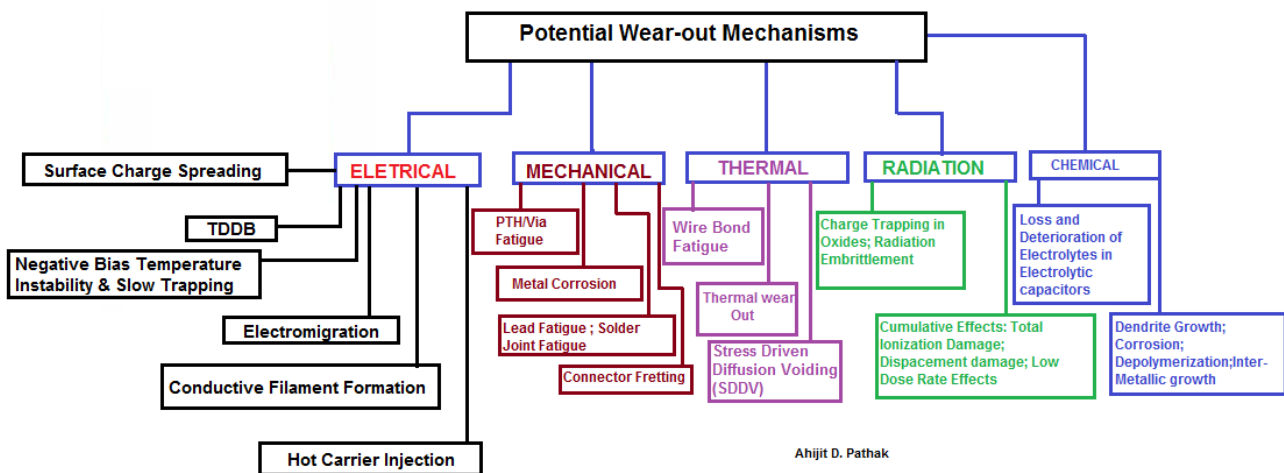 Potential Wear-out Mechanisms
ELETRICAL
MECHANICAL
THERMAL
RADIATION
CHEMICAL
Surface Charge Spreading
TDDB
Negative Bias Temperature
Instability & Slow Trapping
Electromigration
Conductive Filament Formation
Hot Carrier Injection
PTH/Via
Fatigue
Metal Corrosion
Lead Fatigue ; Solder
Joint Fatigue
Connector Fretting
Wire Bond
Fatigue
Thermal wear
Out
Stress Driven
Diffusion Voiding
(SDDV)
Charge Trapping in
Oxides; Radiation
Embrittlement
Cumulative Effects: Total
Ionization Damage;
Dispacement damage; Low
Dose Rate Effects
Loss and
Deterioration of
Electrolytes in
Electrolytic
capacitors
Dendrite Growth;
Corrosion;
Depolymerization;Inter-
Metallic growth
Ahijit D. Pathak